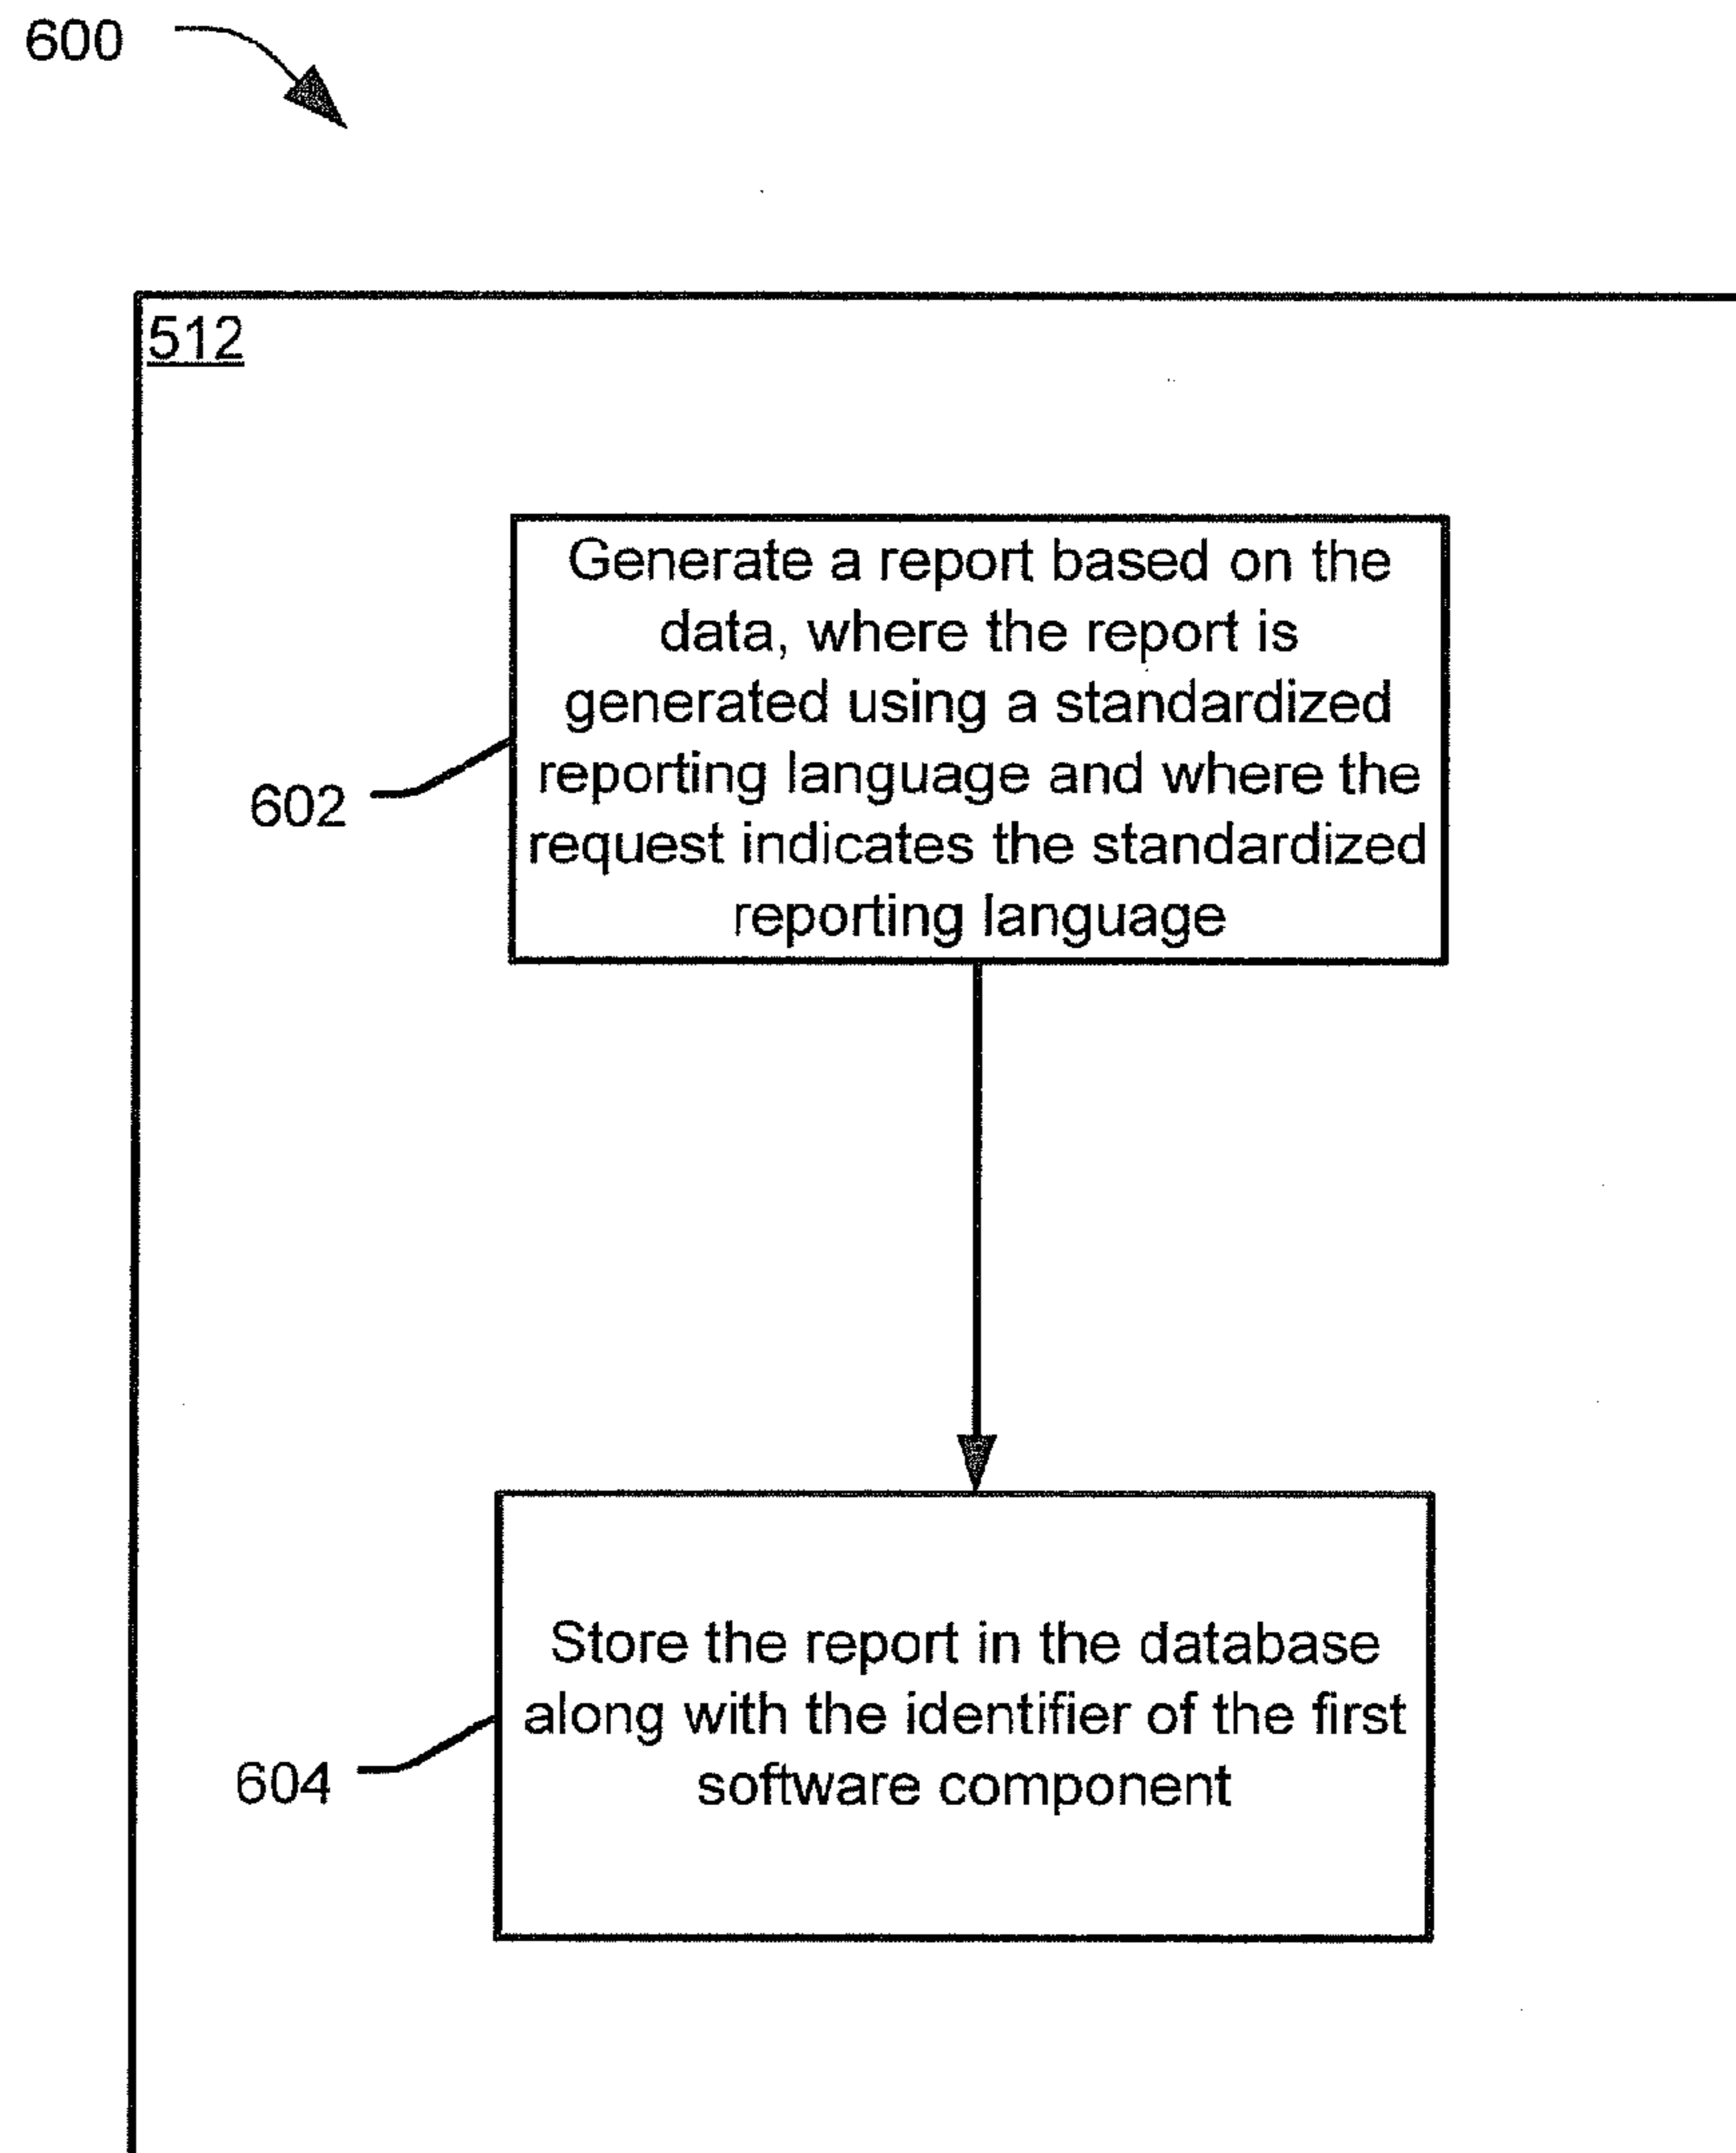 600
512
Generate a report based on the
data, where the report is
generated using a standardized
reporting language and where the
request indicates the standardized
reporting language
602
Store the report in the database
along with the identifier of the first
software component
604